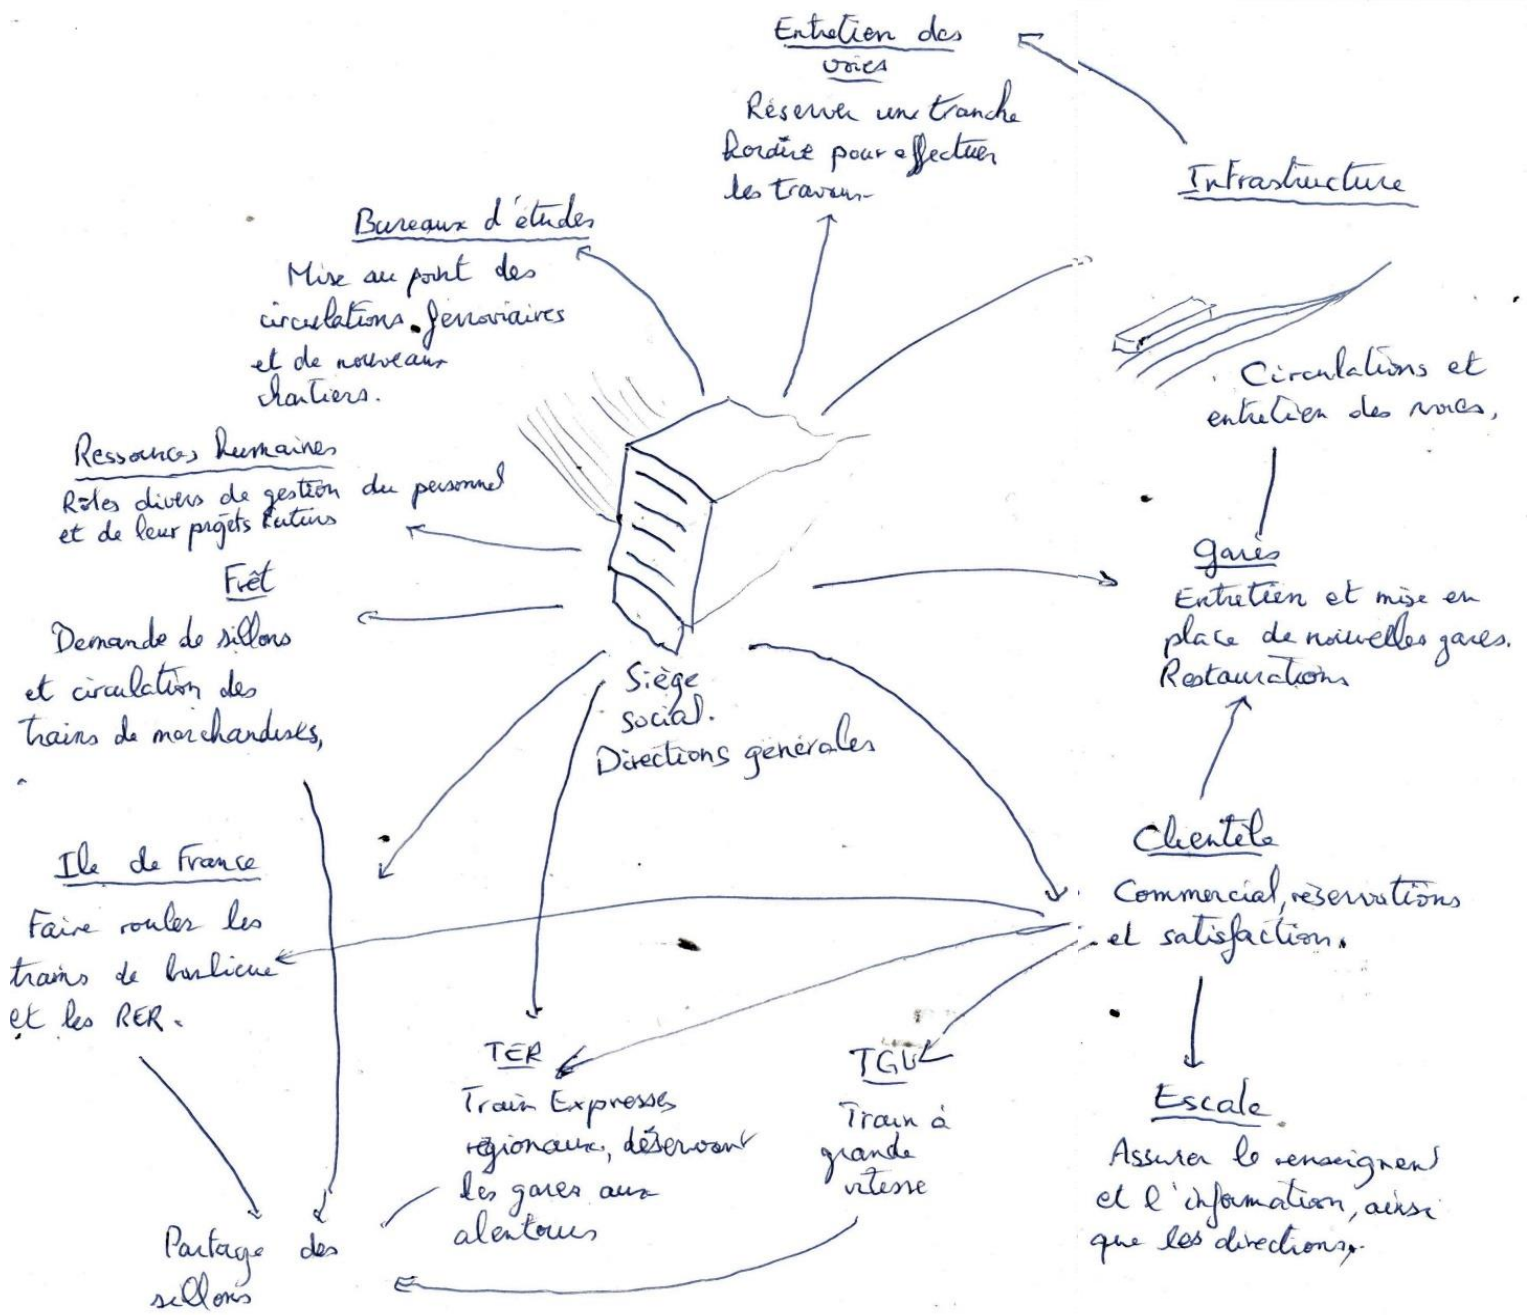 Entretien des
voies
Réserver une tranche
horaire pour effectuer
les travaux
Infrastructure
Bureaux d'études
Mise au point des
circulations ferroviaires
et de nouveaux
chantiers.
Circulations et
entretien des voies,
Ressources humaines
Rôles divers de gestion du personnel
et de leur projets futurs
Frêt
Demande de sillons
et circulation des
trains de marchandises,
Gares
Entretien et mise en
place de nouvelles gares.
Restaurations
Siège
social.
Directions générales
Ile de France
Faire rouler les
trains de banlieue
et les RER.
Clientèle
Commercial, réservations
et satisfaction.
TER
Train Expresses
régionaux, déservant
les gares aux
alentours
TGV
Train à
grande
vitesse
Escale
Assurer le renseignent
et l'information, ainsi
que les directions.
Partage des
sillons